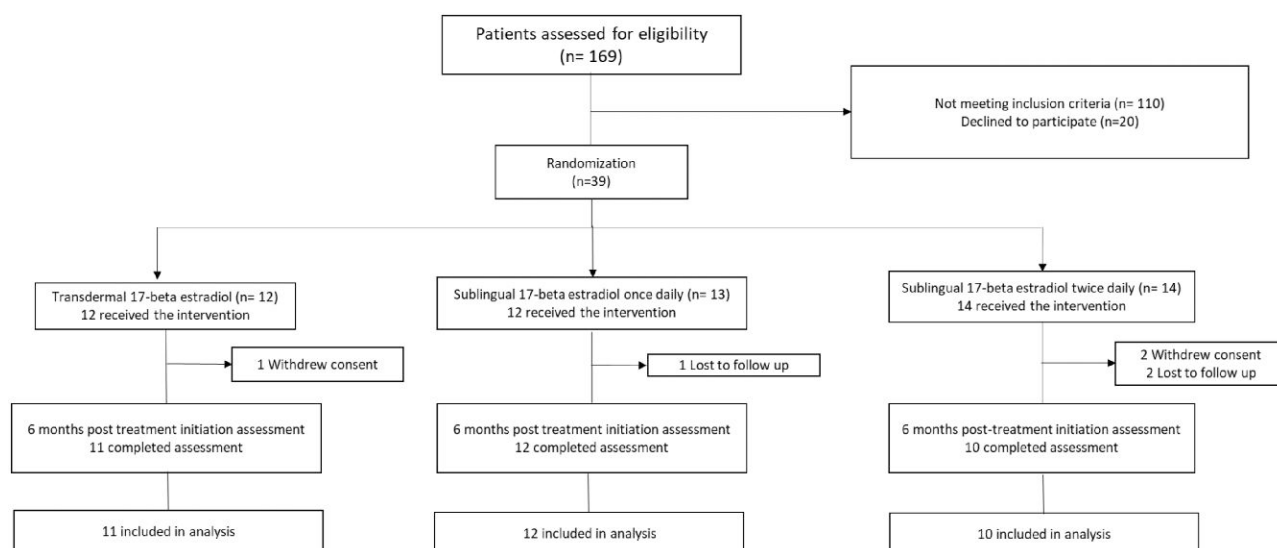 Patients assessed for eligibility
(n= 169)
Not meeting inclusion criteria (n= 110)
Declined to participate (n=20)
Randomization
(n=39)
Transdermal 17-beta estradiol (n= 12)
12 received the intervention
Sublingual 17-beta estradiol once daily (n= 13)
12 received the intervention
Sublingual 17-beta estradiol twice daily (n= 14)
14 received the intervention
1 Withdrew consent
1 Lost to follow up
2 Withdrew consent
2 Lost to follow up
6 months post treatment initiation assessment
11 completed assessment
6 months post treatment initiation assessment
12 completed assessment
6 months post-treatment initiation assessment
10 completed assessment
11 included in analysis
12 included in analysis
10 included in analysis